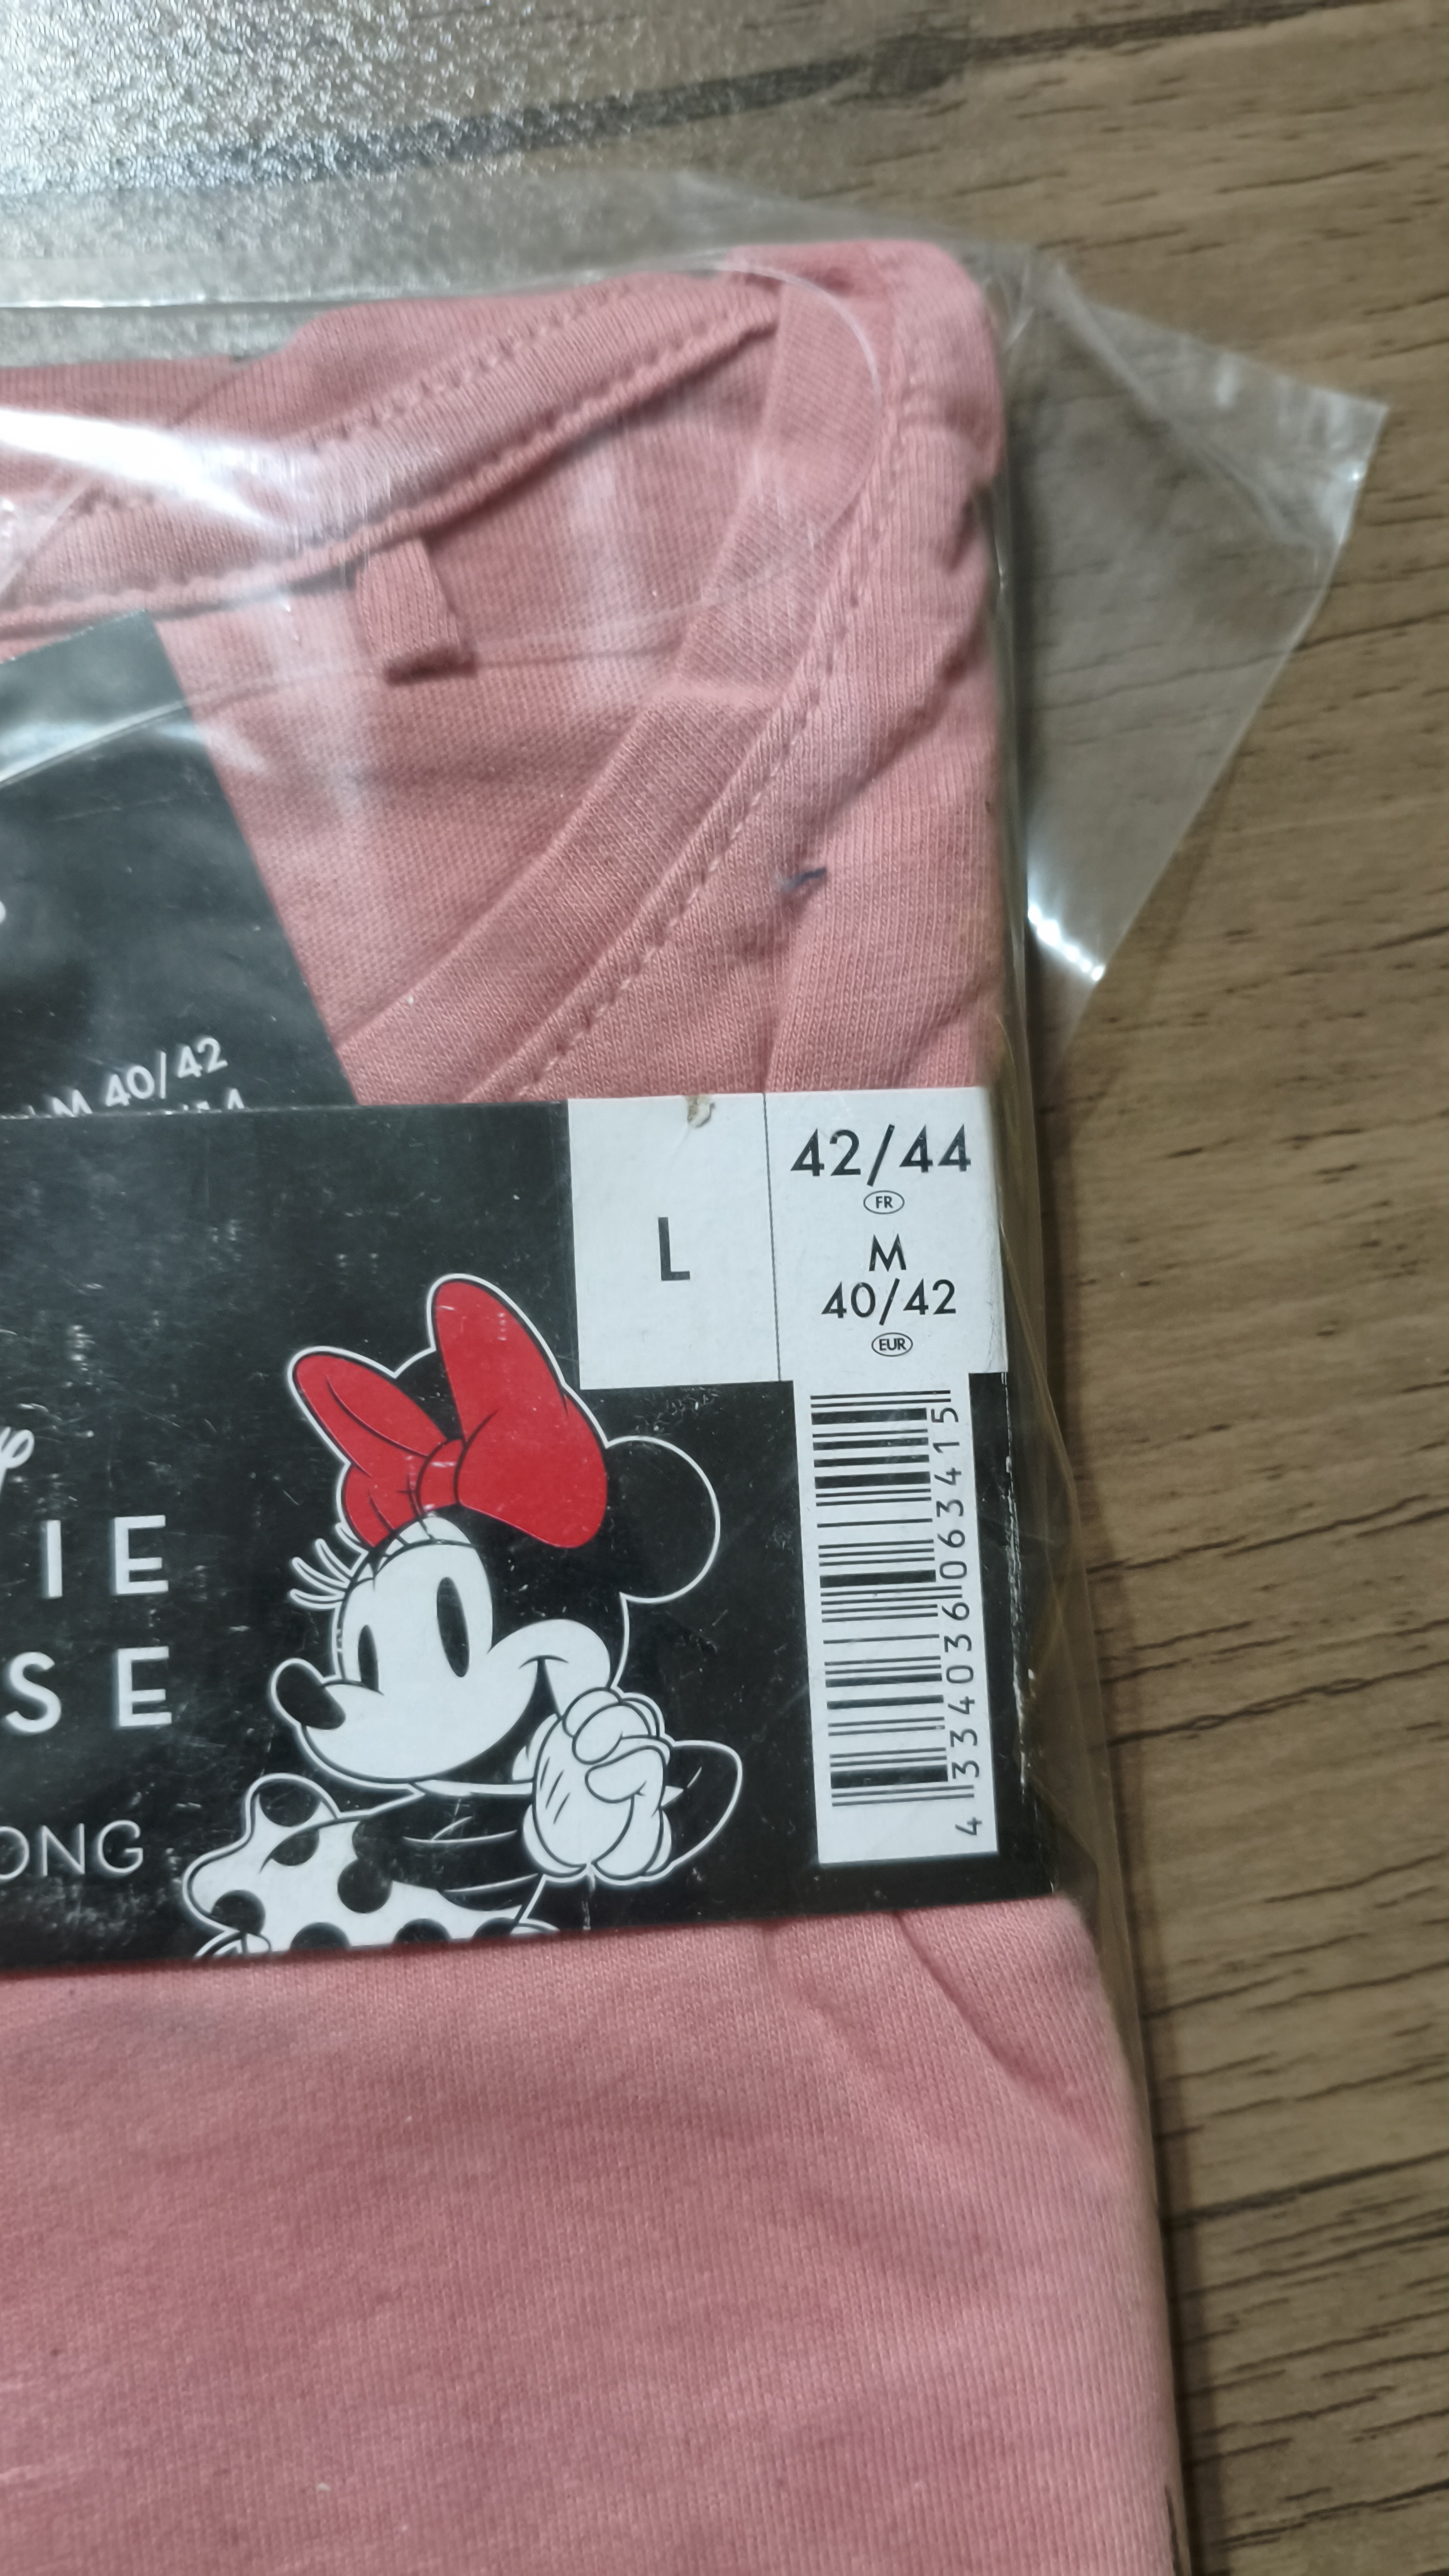 M 40/42
L
42/44
FR
M
40/42
EUR
IE
SE
ONG
4 334036 063415